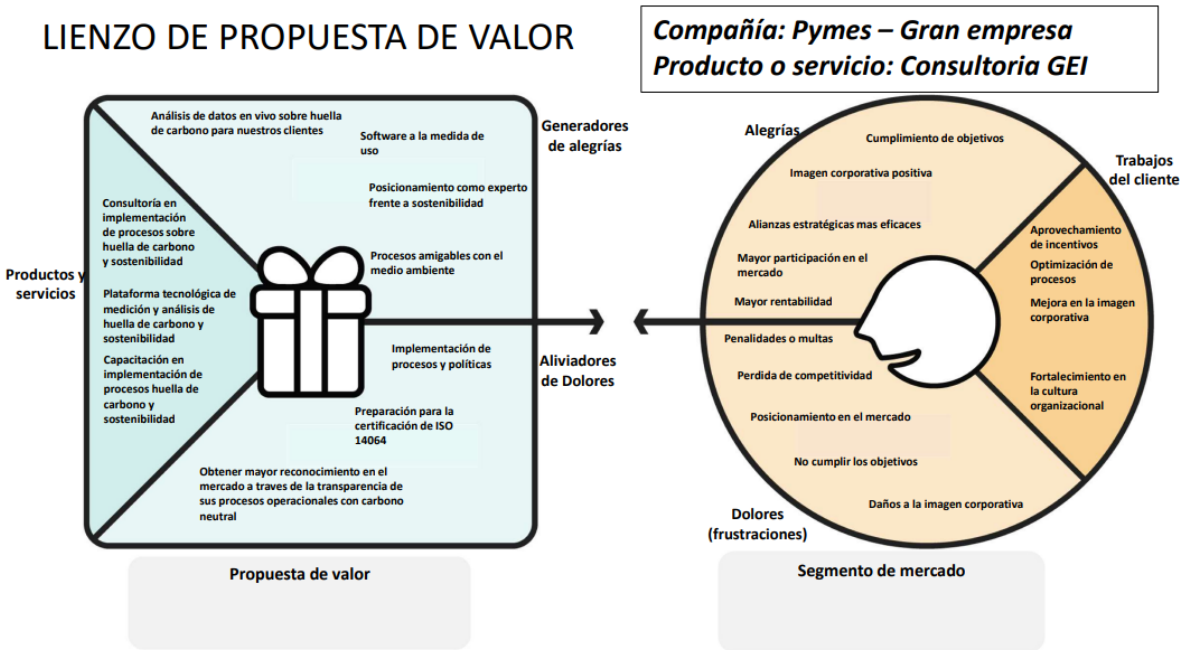 LIENZO DE PROPUESTA DE VALOR
Compañía: Pymes – Gran empresa
Producto o servicio: Consultoria GEI
Análisis de datos en vivo sobre huella
de carbono para nuestros clientes
Software a la medida de
uso
Posicionamiento como experto
frente a sostenibilidad
Procesos amigables con el
medio ambiente
Generadores
de alegrías
Consultoría en
implementación
de procesos sobre
huella de carbono
y sostenibilidad
Plataforma tecnológica de
medición y análisis de
huella de carbono y
sostenibilidad
Capacitación en
implementación de
procesos huella de
carbono y
sostenibilidad
Productos y
servicios
Implementación de
procesos y políticas
Preparación para la
certificación de ISO
14064
Obtener mayor reconocimiento en el
mercado a traves de la transparencia de
sus procesos operacionales con carbono
neutral
Aliviadores
de Dolores
Propuesta de valor
Alegrías
Cumplimiento de objetivos
Imagen corporativa positiva
Alianzas estratégicas mas eficaces
Mayor participación en el
mercado
Mayor rentabilidad
Trabajos
del cliente
Aprovechamiento
de incentivos
Optimización de
procesos
Mejora en la imagen
corporativa
Fortalecimiento en
la cultura
organizacional
Penalidades o multas
Perdida de competitividad
Posicionamiento en el mercado
No cumplir los objetivos
Daños a la imagen corporativa
Dolores
(frustraciones)
Segmento de mercado